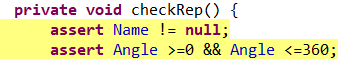 private void checkRep() {
assert Name != null;
assert Angle >=0 && Angle <=360;